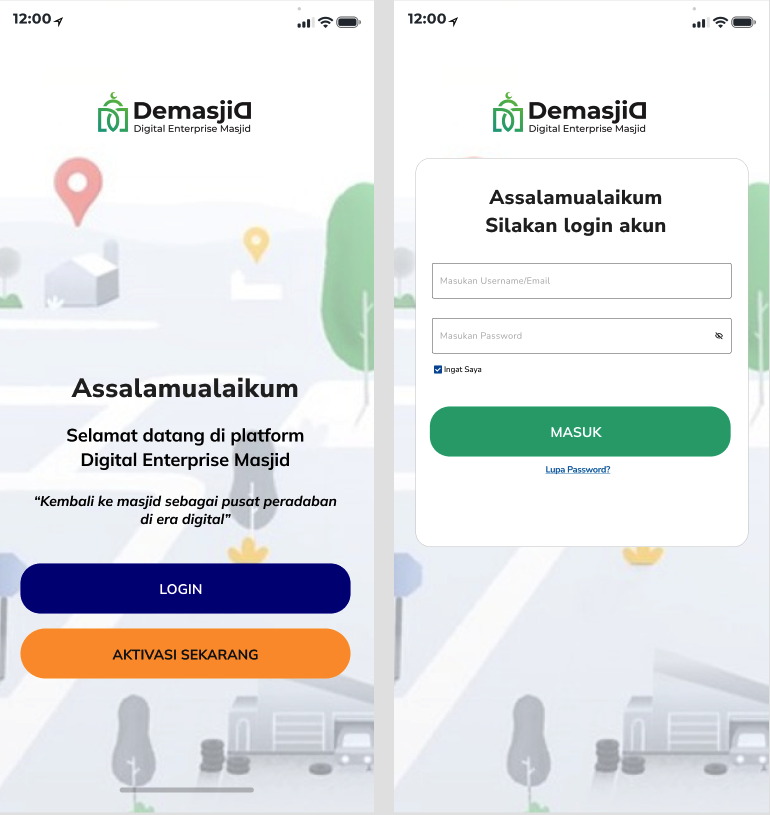 12:00
DemasjiD
Digital Enterprise Masjid
Assalamualaikum
Selamat datang di platform
Digital Enterprise Masjid
“Kembali ke masjid sebagai pusat peradaban
di era digital”
LOGIN
AKTIVASI SEKARANG
12:00
DemasjiD
Digital Enterprise Masjid
Assalamualaikum
Silakan login akun
Masukan Username/Email
Masukan Password
Ingat Saya
MASUK
Lupa Password?